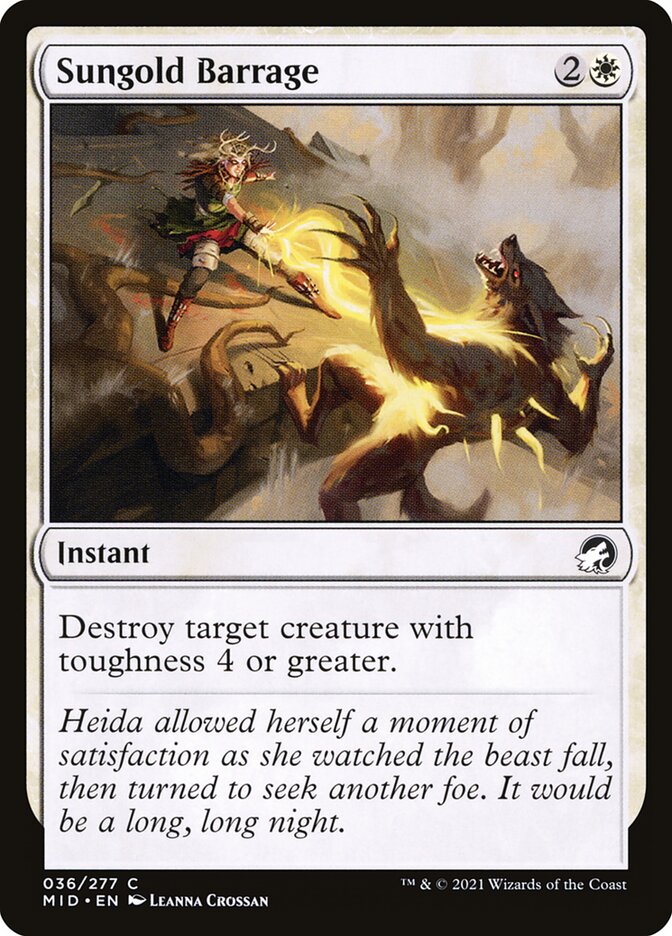 Sungold Barrage 2
Instant
Destroy target creature with
toughness 4 or greater.
Heida allowed herself a moment of
satisfaction as she watched the beast fall,
then turned to seek another foe. It would
be a long, long night.
036/277 C
MID • EN Leanna Crossan
™ & © 2021 Wizards of the Coast